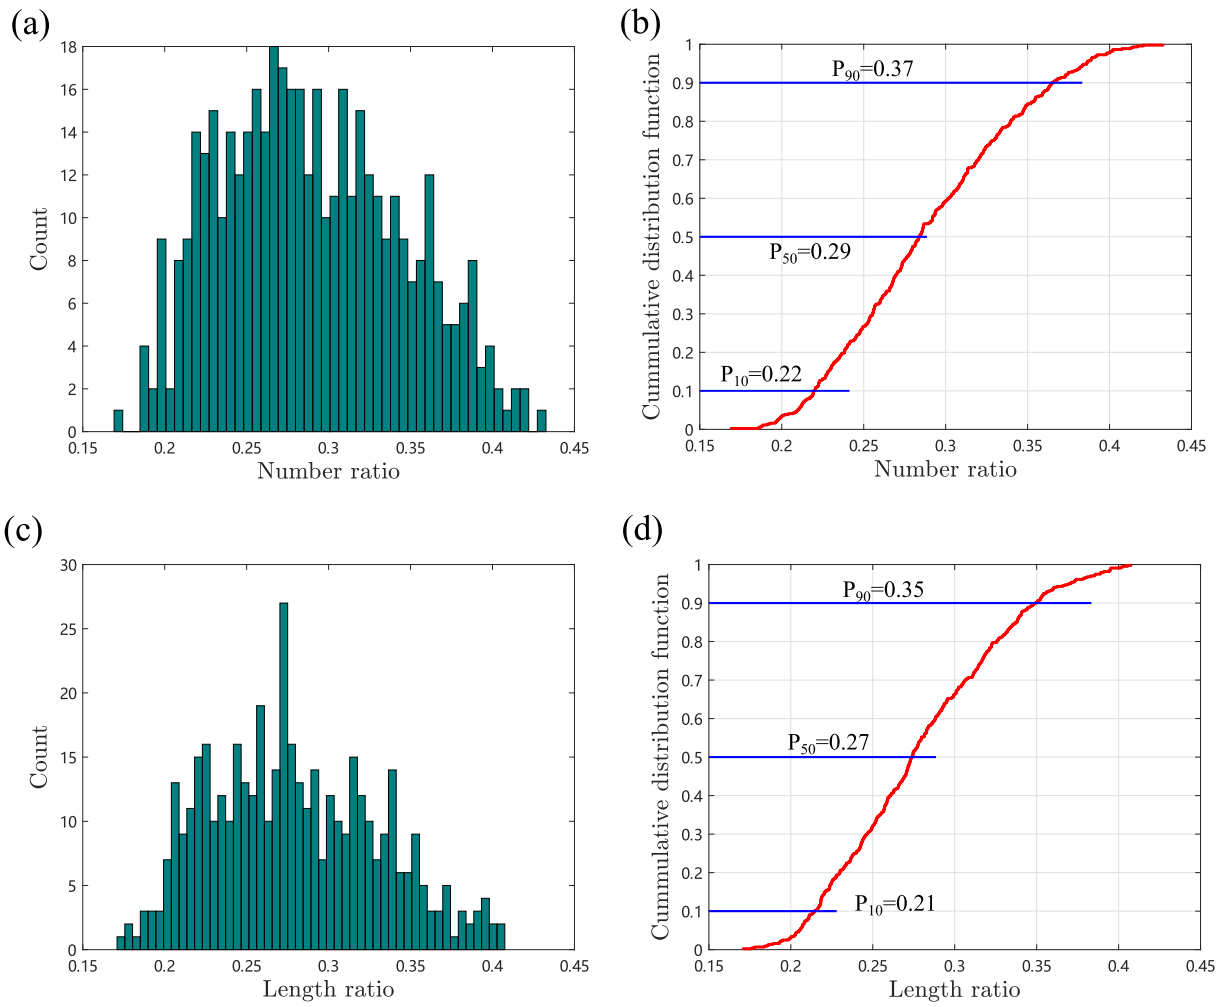 (a)
18
16
14
12
10
8
6
4
2
0
Count
0.15 0.2 0.25 0.3 0.35 0.4 0.45
Number ratio
(b)
1
0.9
0.8
0.7
0.6
0.5
0.4
0.3
0.2
0.1
0
Cummulative distribution function
P90=0.37
P50=0.29
P10=0.22
0.15 0.2 0.25 0.3 0.35 0.4 0.45
Number ratio
(c)
30
25
20
15
10
5
0
Count
0.15 0.2 0.25 0.3 0.35 0.4 0.45
Length ratio
(d)
1
0.9
0.8
0.7
0.6
0.5
0.4
0.3
0.2
0.1
0
Cummulative distribution function
P90=0.35
P50=0.27
P10=0.21
0.15 0.2 0.25 0.3 0.35 0.4 0.45
Length ratio